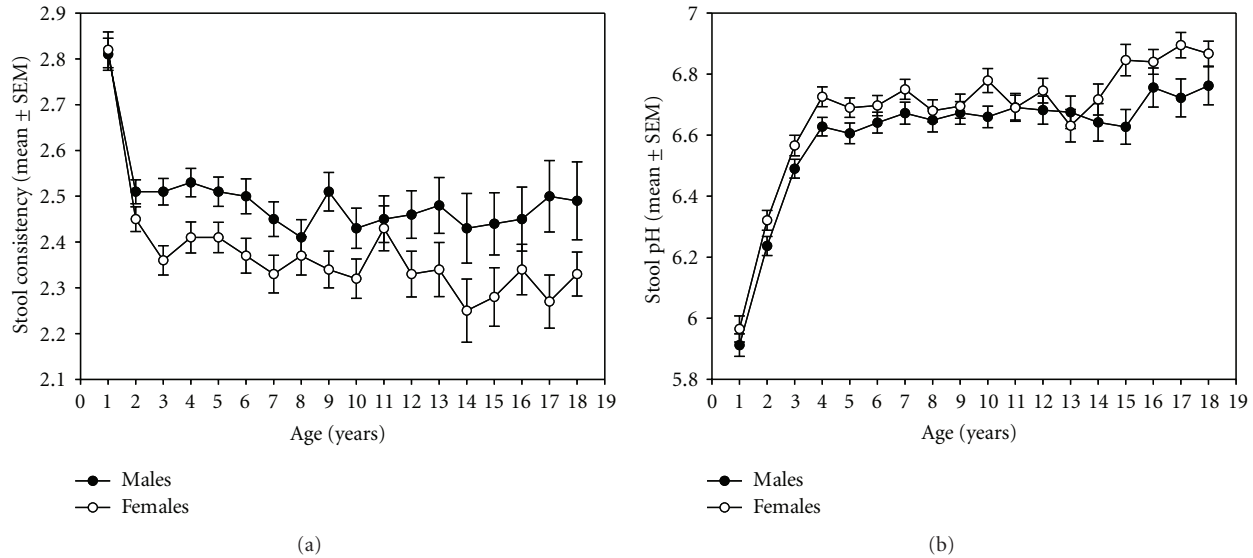 2.9
2.8
2.7
2.6
2.5
2.4
2.3
2.2
2.1
Stool consistency (mean ± SEM)
0 1 2 3 4 5 6 7 8 9 10 11 12 13 14 15 16 17 18 19
Age (years)
Males
Females
(a)
7
6.8
6.6
6.4
6.2
6
5.8
Stool pH (mean ± SEM)
0 1 2 3 4 5 6 7 8 9 10 11 12 13 14 15 16 17 18 19
Age (years)
Males
Females
(b)